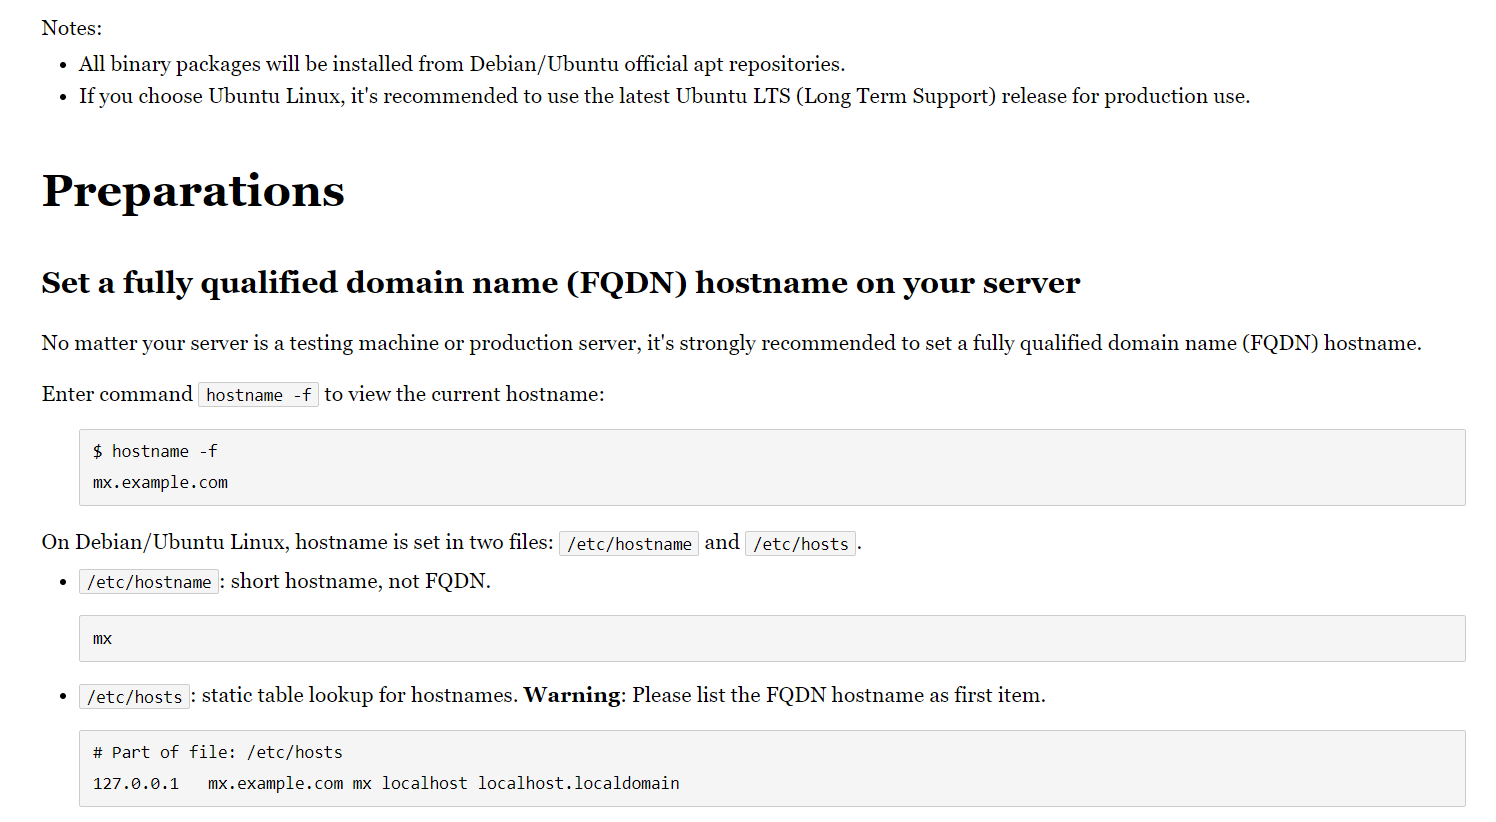 Notes:
• All binary packages will be installed from Debian/Ubuntu official apt repositories.
• If you choose Ubuntu Linux, it's recommended to use the latest Ubuntu LTS (Long Term Support) release for production use.
Preparations
Set a fully qualified domain name (FQDN) hostname on your server
No matter your server is a testing machine or production server, it's strongly recommended to set a fully qualified domain name (FQDN) hostname.
Enter command hostname -f to view the current hostname:
$ hostname -f
mx.example.com
On Debian/Ubuntu Linux, hostname is set in two files: /etc/hostname and /etc/hosts.
• /etc/hostname: short hostname, not FQDN.
mx
• /etc/hosts: static table lookup for hostnames. Warning: Please list the FQDN hostname as first item.
# Part of file: /etc/hosts
127.0.0.1   mx.example.com mx localhost localhost.localdomain